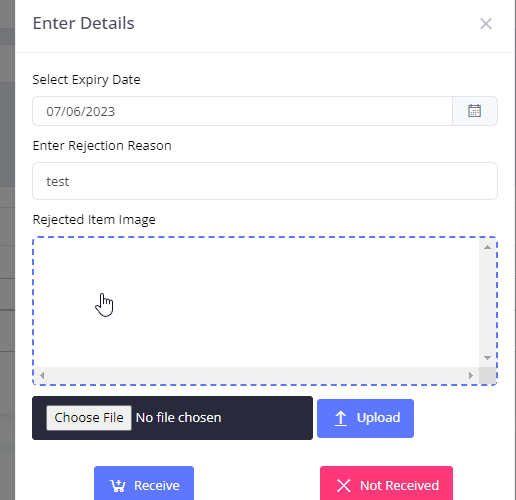 Enter Details
Select Expiry Date
07/06/2023
Enter Rejection Reason
test
Rejected Item Image
Choose File No file chosen
Upload
Receive
Not Received